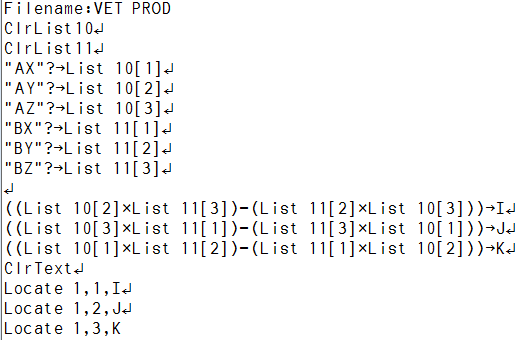 Filename:VET PROD
ClrList10↲
ClrList11↲
"AX"?→List 10[1]↲
"AY"?→List 10[2]↲
"AZ"?→List 10[3]↲
"BX"?→List 11[1]↲
"BY"?→List 11[2]↲
"BZ"?→List 11[3]↲
↲
((List 10[2]×List 11[3])-(List 11[2]×List 10[3]))→I↲
((List 10[3]×List 11[1])-(List 11[3]×List 10[1]))→J↲
((List 10[1]×List 11[2])-(List 11[1]×List 10[2]))→K↲
ClrText↲
Locate 1,1,I↲
Locate 1,2,J↲
Locate 1,3,K